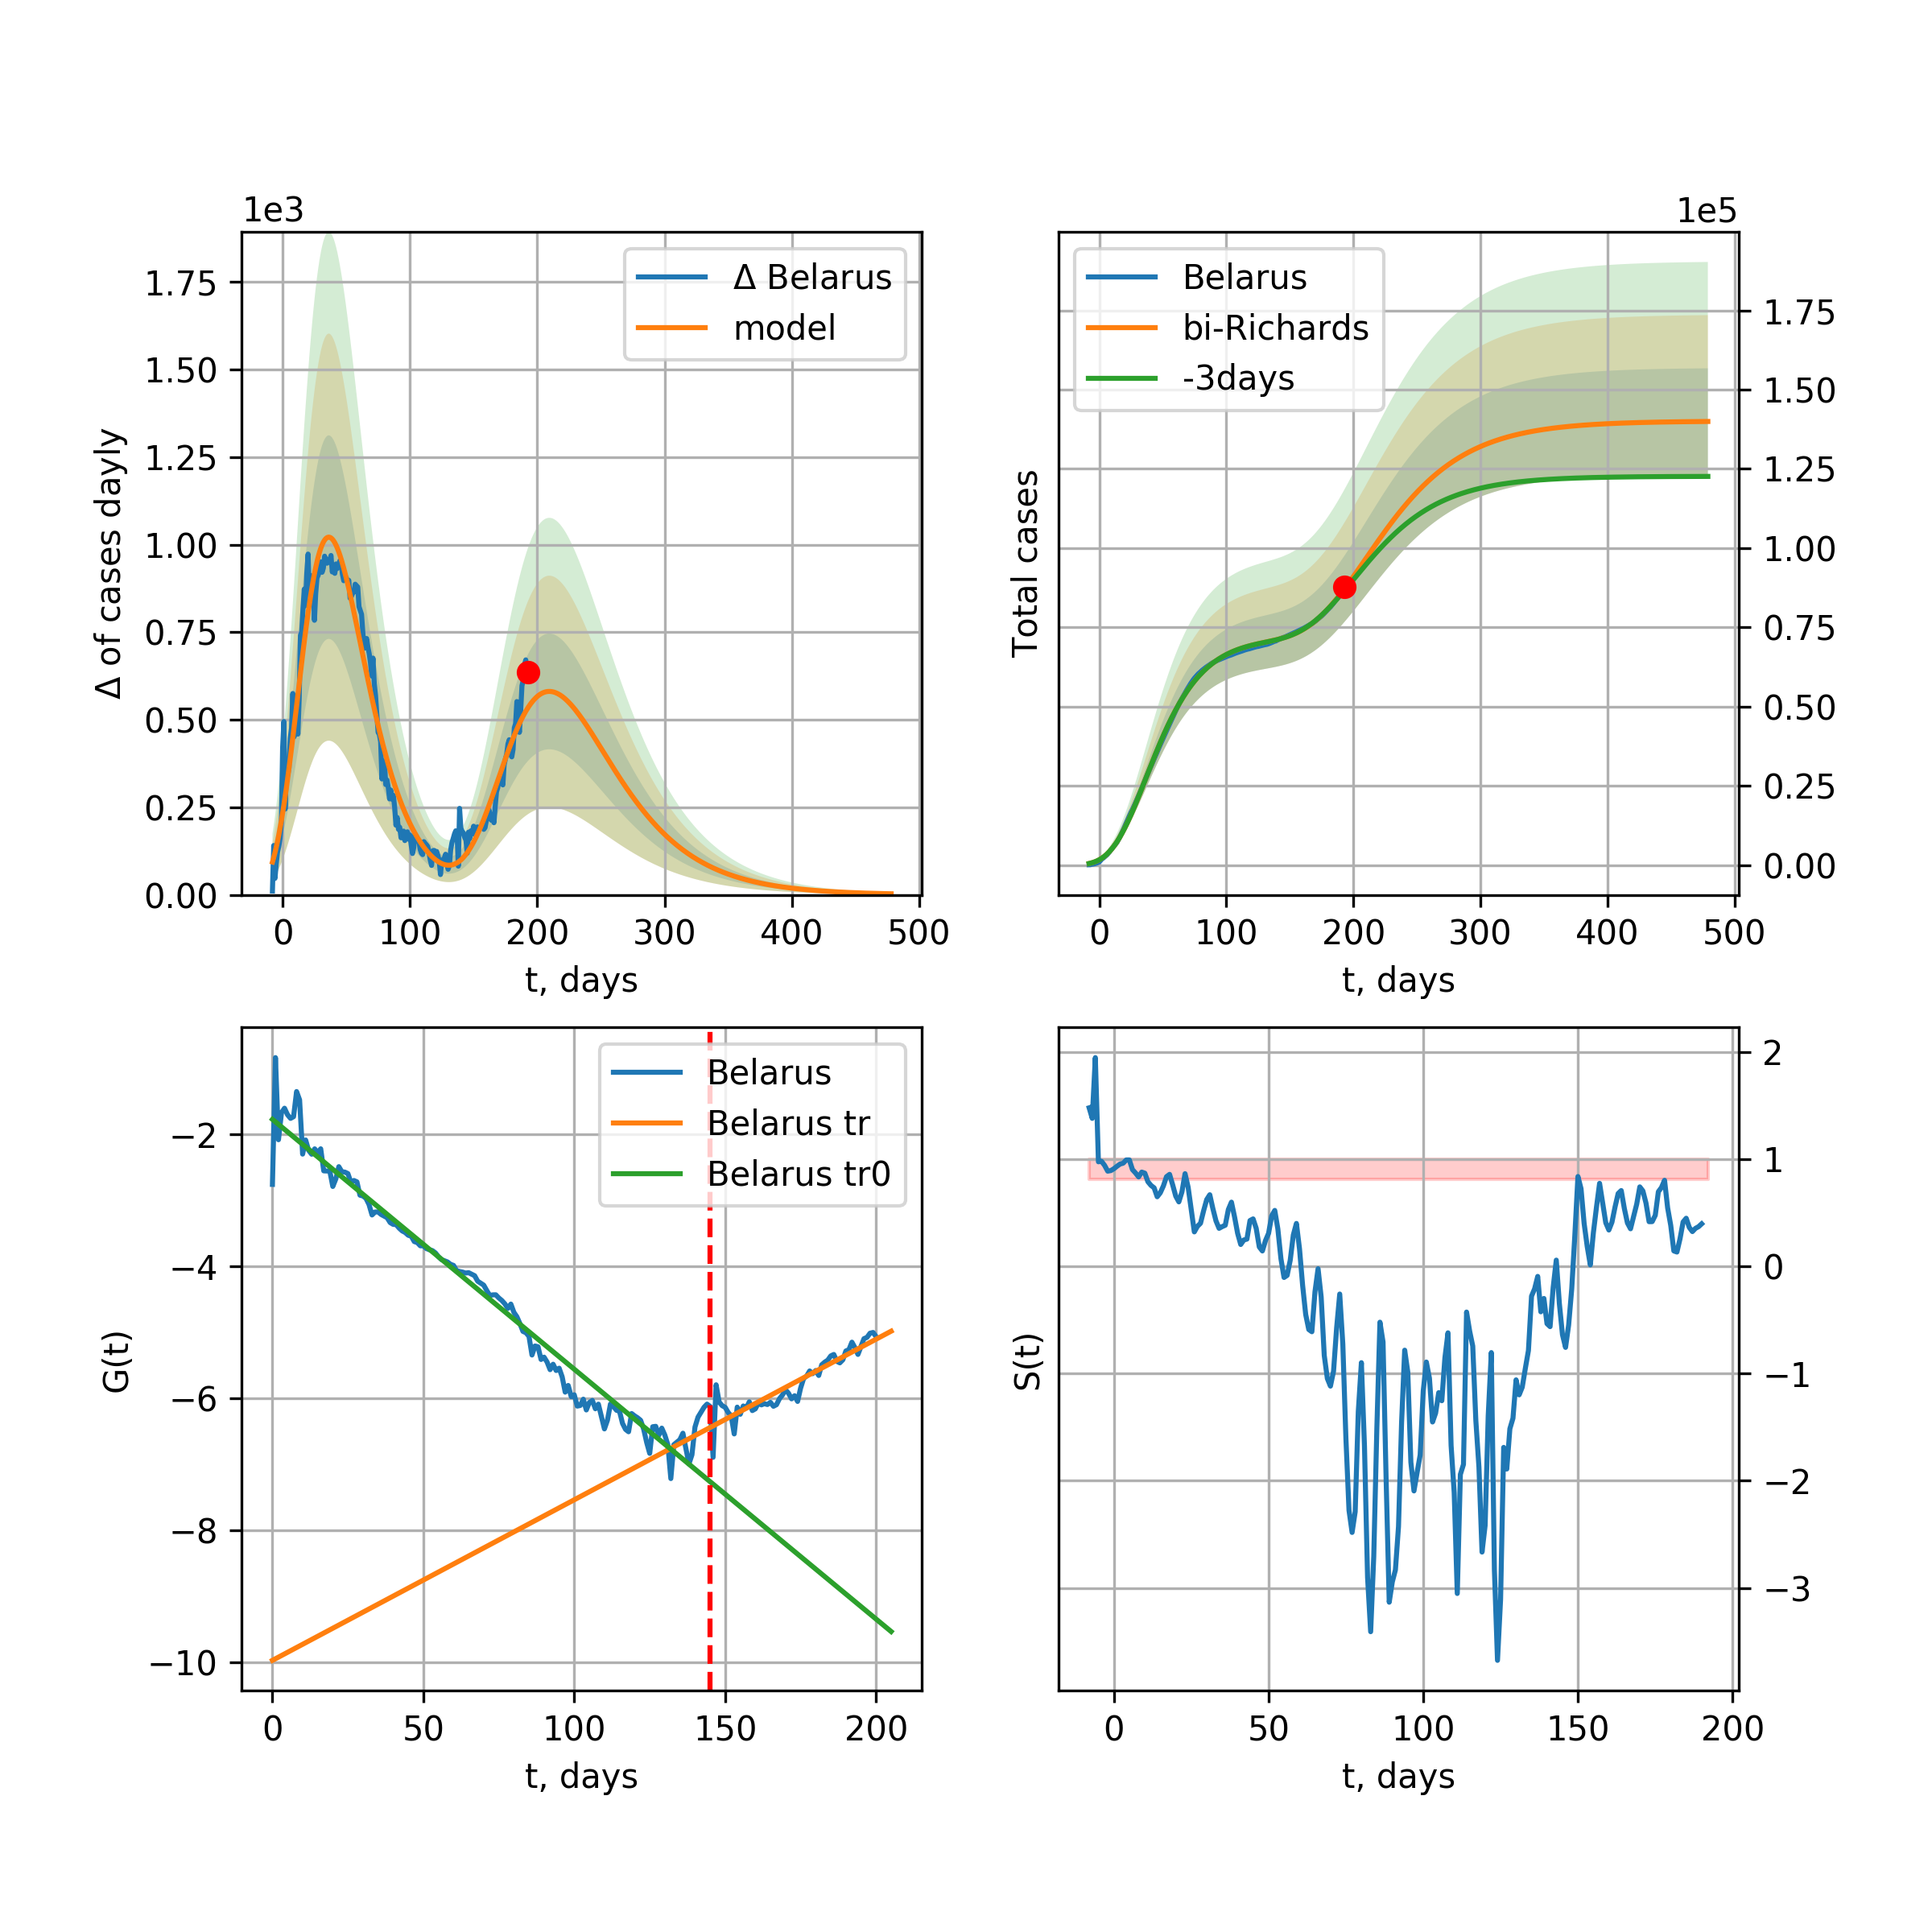 1e3
Δ of cases dayly
1.75
1.50
1.25
1.00
0.75
0.50
0.25
0.00
0 100 200 300 400 500
t, days
Δ Belarus
model
1e5
Total cases
1.75
1.50
1.25
1.00
0.75
0.50
0.25
0.00
0 100 200 300 400 500
t, days
Belarus
bi-Richards
-3days
G(t)
−2
−4
−6
−8
−10
0 50 100 150 200
t, days
Belarus
Belarus tr
Belarus tr0
S(t)
2
1
0
−1
−2
−3
0 50 100 150 200
t, days